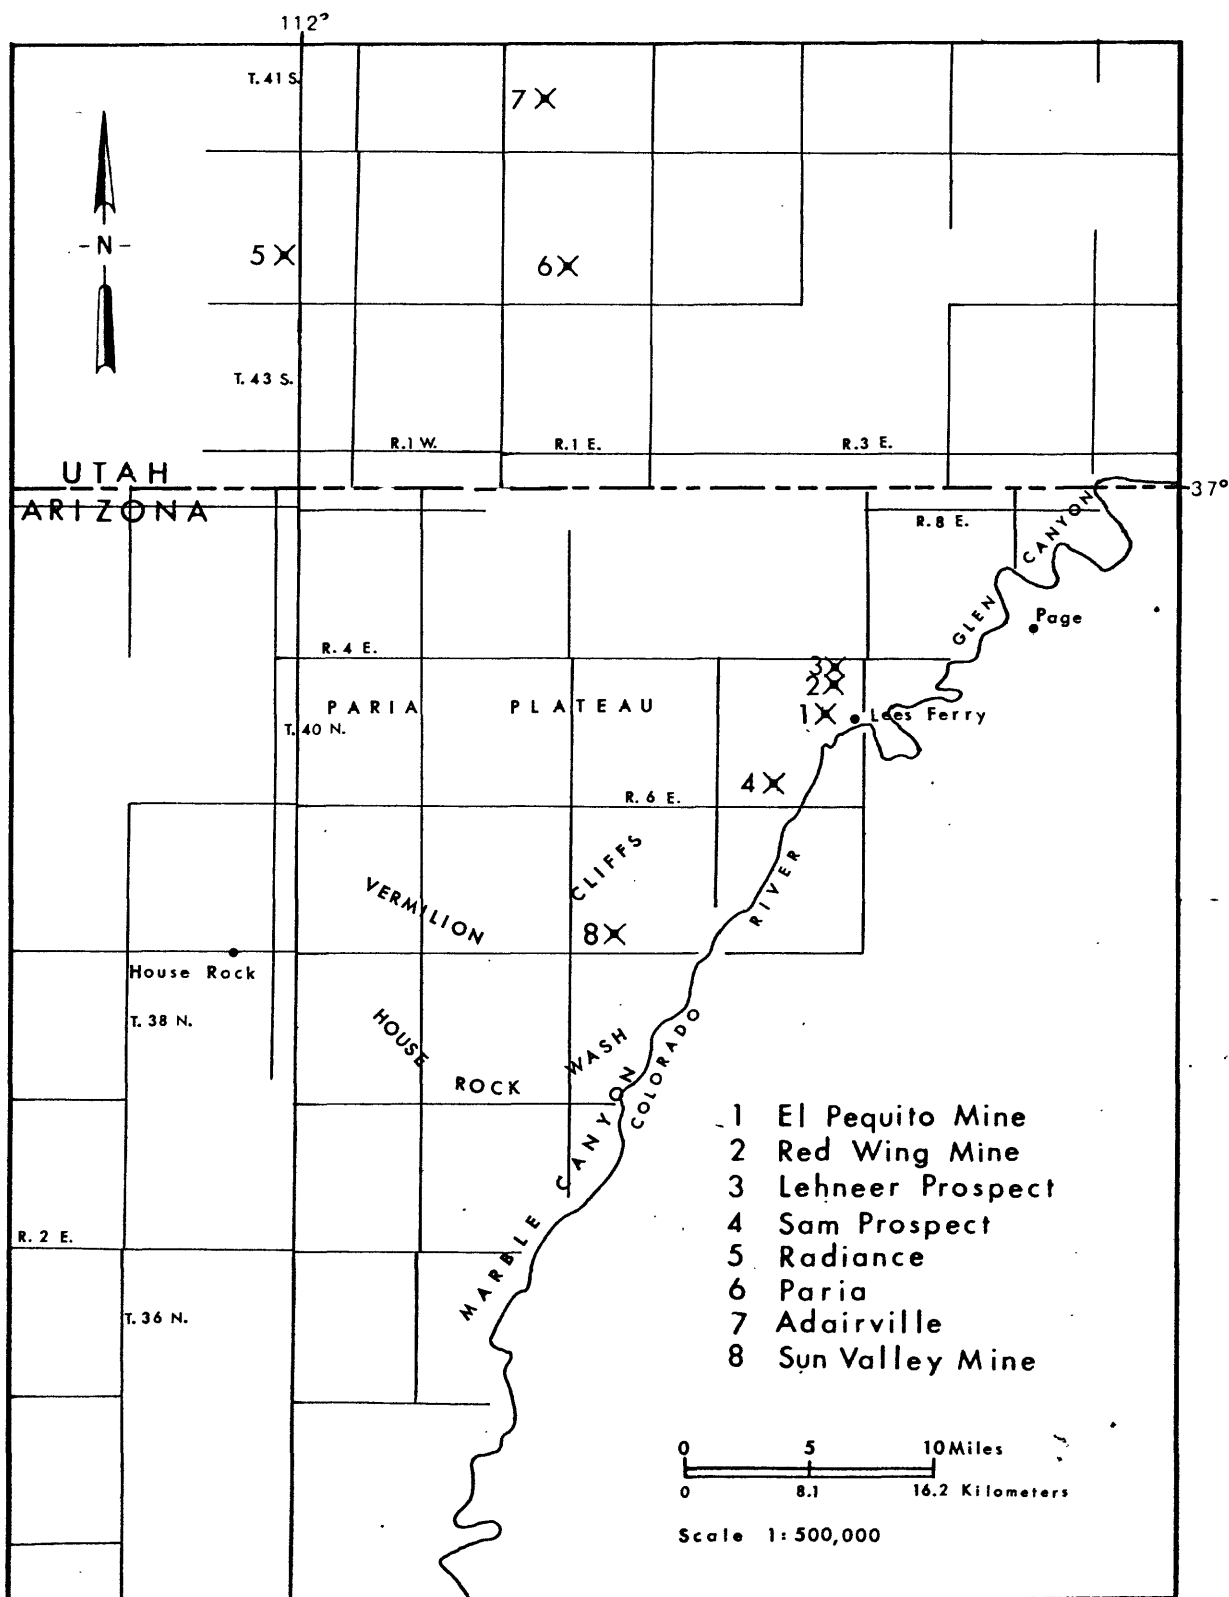 112°
T. 41 S.
7
- N -
5
6
T. 43 S.
R. 1 W.
R. 1 E.
R. 3 E.
UTAH
37°
ARIZONA
R. 8 E.
GLEN CANYON
Page
R. 4 E.
3
2
PARIA PLATEAU
1
Lees Ferry
T. 40 N.
4
R. 6 E.
VERMILION CLIFFS
RIVER
8
House Rock
T. 38 N.
HOUSE ROCK WASH
COLORADO
MARBLE CANYON
R. 2 E.
T. 36 N.
1 El Pequito Mine
2 Red Wing Mine
3 Lehneer Prospect
4 Sam Prospect
5 Radiance
6 Paria
7 Adairville
8 Sun Valley Mine
0 5 10 Miles
0 8.1 16.2 Kilometers
Scale 1:500,000